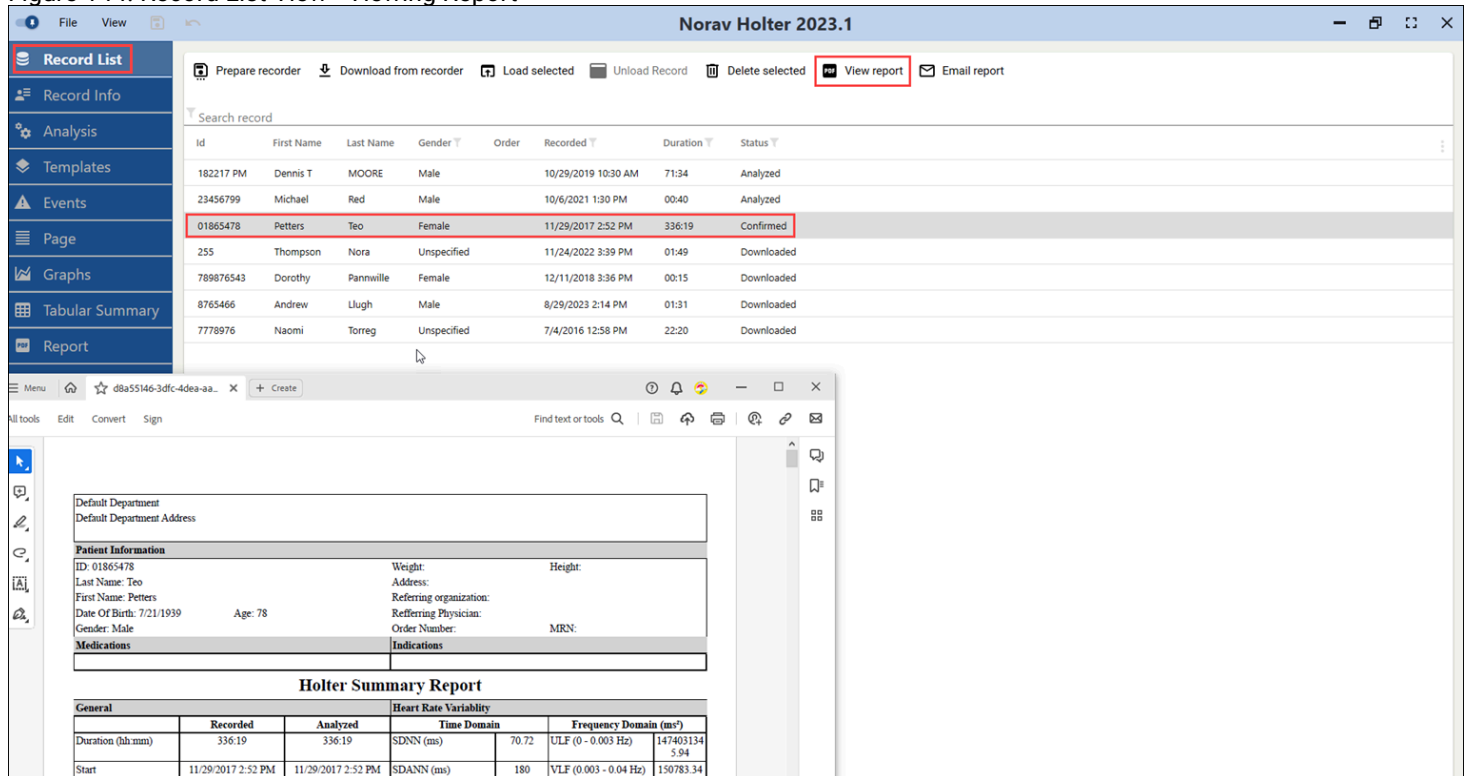 File View Norav Holter 2023.1
Record List
Record Info
Analysis
Templates
Events
Page
Graphs
Tabular Summary
Report
Prepare recorder Download from recorder Load selected Unload Record Delete selected View report Email report
Search record
Id First Name Last Name Gender Order Recorded Duration Status
182217 PM Dennis T MOORE Male 10/29/2019 10:30 AM 71:34 Analyzed
23456799 Michael Red Male 10/6/2021 1:30 PM 00:40 Analyzed
01865478 Petters Teo Female 11/29/2017 2:52 PM 336:19 Confirmed
255 Thompson Nora Unspecified 11/24/2022 3:39 PM 01:49 Downloaded
789876543 Dorothy Pannwille Female 12/11/2018 3:36 PM 00:15 Downloaded
8765466 Andrew Llugh Male 8/29/2023 2:14 PM 01:31 Downloaded
7778976 Naomi Torreg Unspecified 7/4/2016 12:58 PM 22:20 Downloaded
Menu d8a55146-3dfc-4dea-aa... + Create
All tools Edit Convert Sign Find text or tools
Default Department
Default Department Address
Patient Information
ID: 01865478 Weight: Height:
Last Name: Teo Address:
First Name: Petters Referring organization:
Date Of Birth: 7/21/1939 Age: 78 Refferring Physician:
Gender: Male Order Number: MRN:
Medications Indications
Holter Summary Report
General Heart Rate Variablity
Recorded Analyzed Time Domain Frequency Domain (ms²)
Duration (hh:mm) 336:19 336:19 SDNN (ms) 70.72 ULF (0 - 0.003 Hz) 147403134
5.94
Start 11/29/2017 2:52 PM 11/29/2017 2:52 PM SDANN (ms) 180 VLF (0.003 - 0.04 Hz) 150783.34